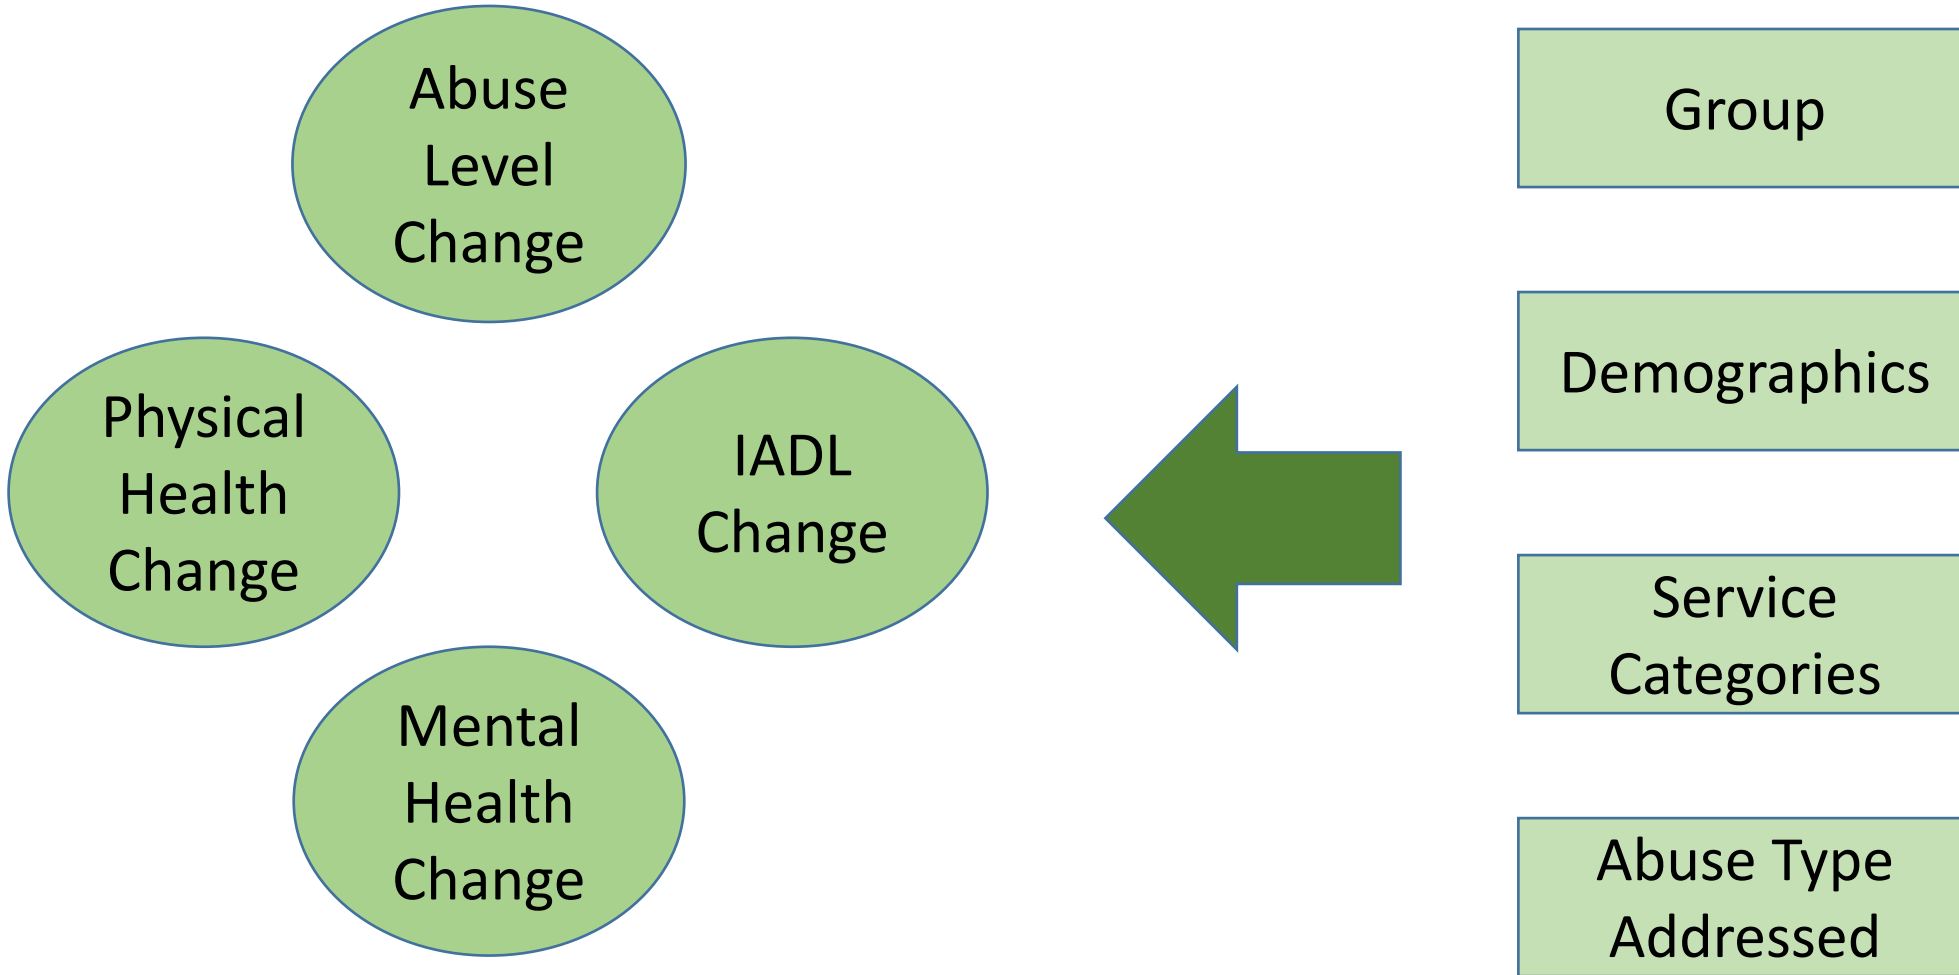 Abuse
Level
Change
Physical
Health
Change
IADL
Change
Mental
Health
Change
Group
Demographics
Service
Categories
Abuse Type
Addressed